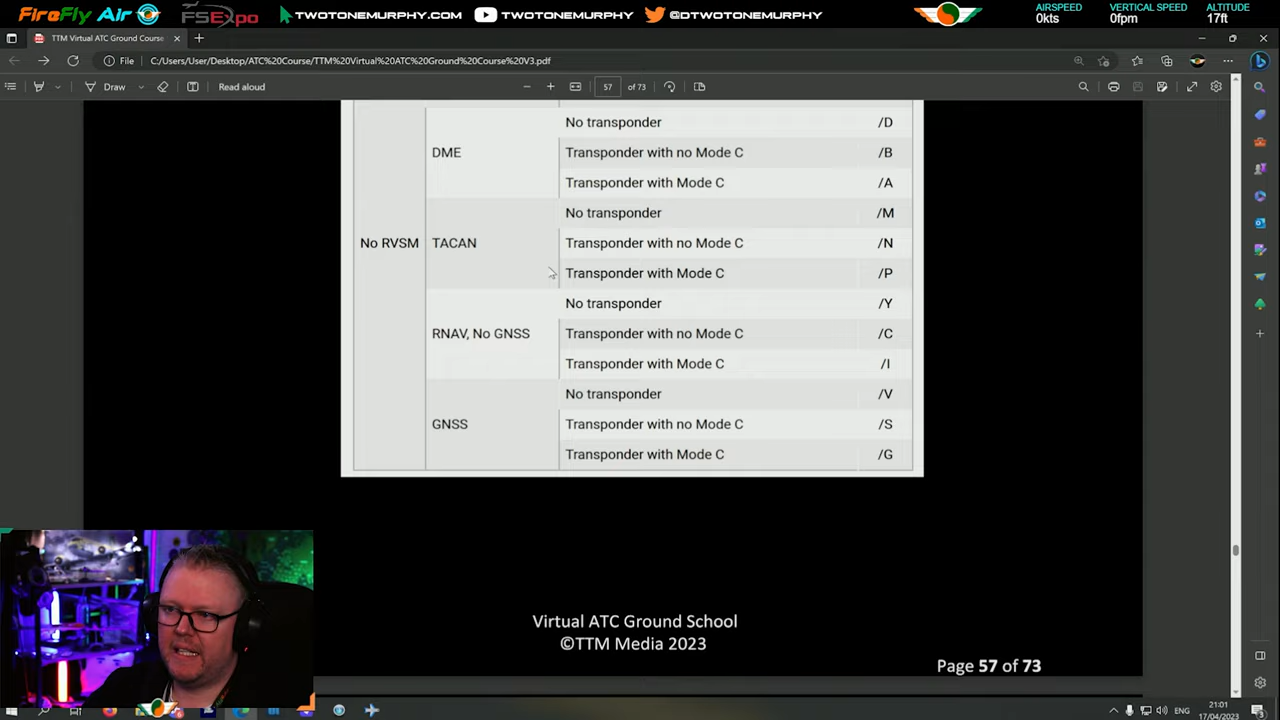 FireFly Air
FSExpo
TWOTONEMURPHY.COM
TWOTONEMURPHY
@DTWOTONEMURPHY
AIRSPEED
0kts
VERTICAL SPEED
0fpm
ALTITUDE
17ft
TTM Virtual ATC Ground Course
File
C:/Users/User/Desktop/ATC%20Course/TTM%20Virtual%20ATC%20Ground%20Course%20V3.pdf
Draw
Read aloud
57 of 73
No RVSM
DME
No transponder /D
Transponder with no Mode C /B
Transponder with Mode C /A
TACAN
No transponder /M
Transponder with no Mode C /N
Transponder with Mode C /P
RNAV, No GNSS
No transponder /Y
Transponder with no Mode C /C
Transponder with Mode C /I
GNSS
No transponder /V
Transponder with no Mode C /S
Transponder with Mode C /G
Virtual ATC Ground School
©TTM Media 2023
Page 57 of 73
ENG
21:01
17/04/2023